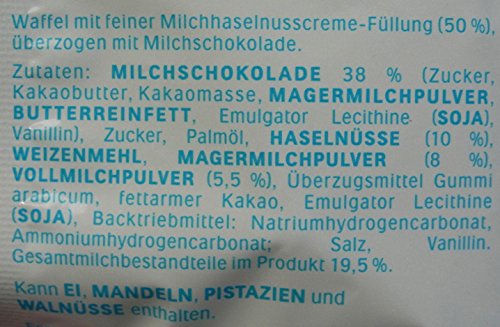 Waffel mit feiner Milchhaselnusscreme-Füllung (50 %),
überzogen mit Milchschokolade.
Zutaten: MILCHSCHOKOLADE 38 % (Zucker,
Kakaobutter, Kakaomasse, MAGERMILCHPULVER,
BUTTERREINFETT, Emulgator Lecithine (SOJA),
Vanillin), Zucker, Palmöl, HASELNÜSSE (10 %),
WEIZENMEHL, MAGERMILCHPULVER (8 %),
VOLLMILCHPULVER (5,5 %), Überzugsmittel Gummi
arabicum, fettarmer Kakao, Emulgator Lecithine
(SOJA), Backtriebmittel: Natriumhydrogencarbonat,
Ammoniumhydrogencarbonat; Salz, Vanillin.
Gesamtmilchbestandteile im Produkt 19,5 %.
Kann EI, MANDELN, PISTAZIEN und
WALNÜSSE enthalten.